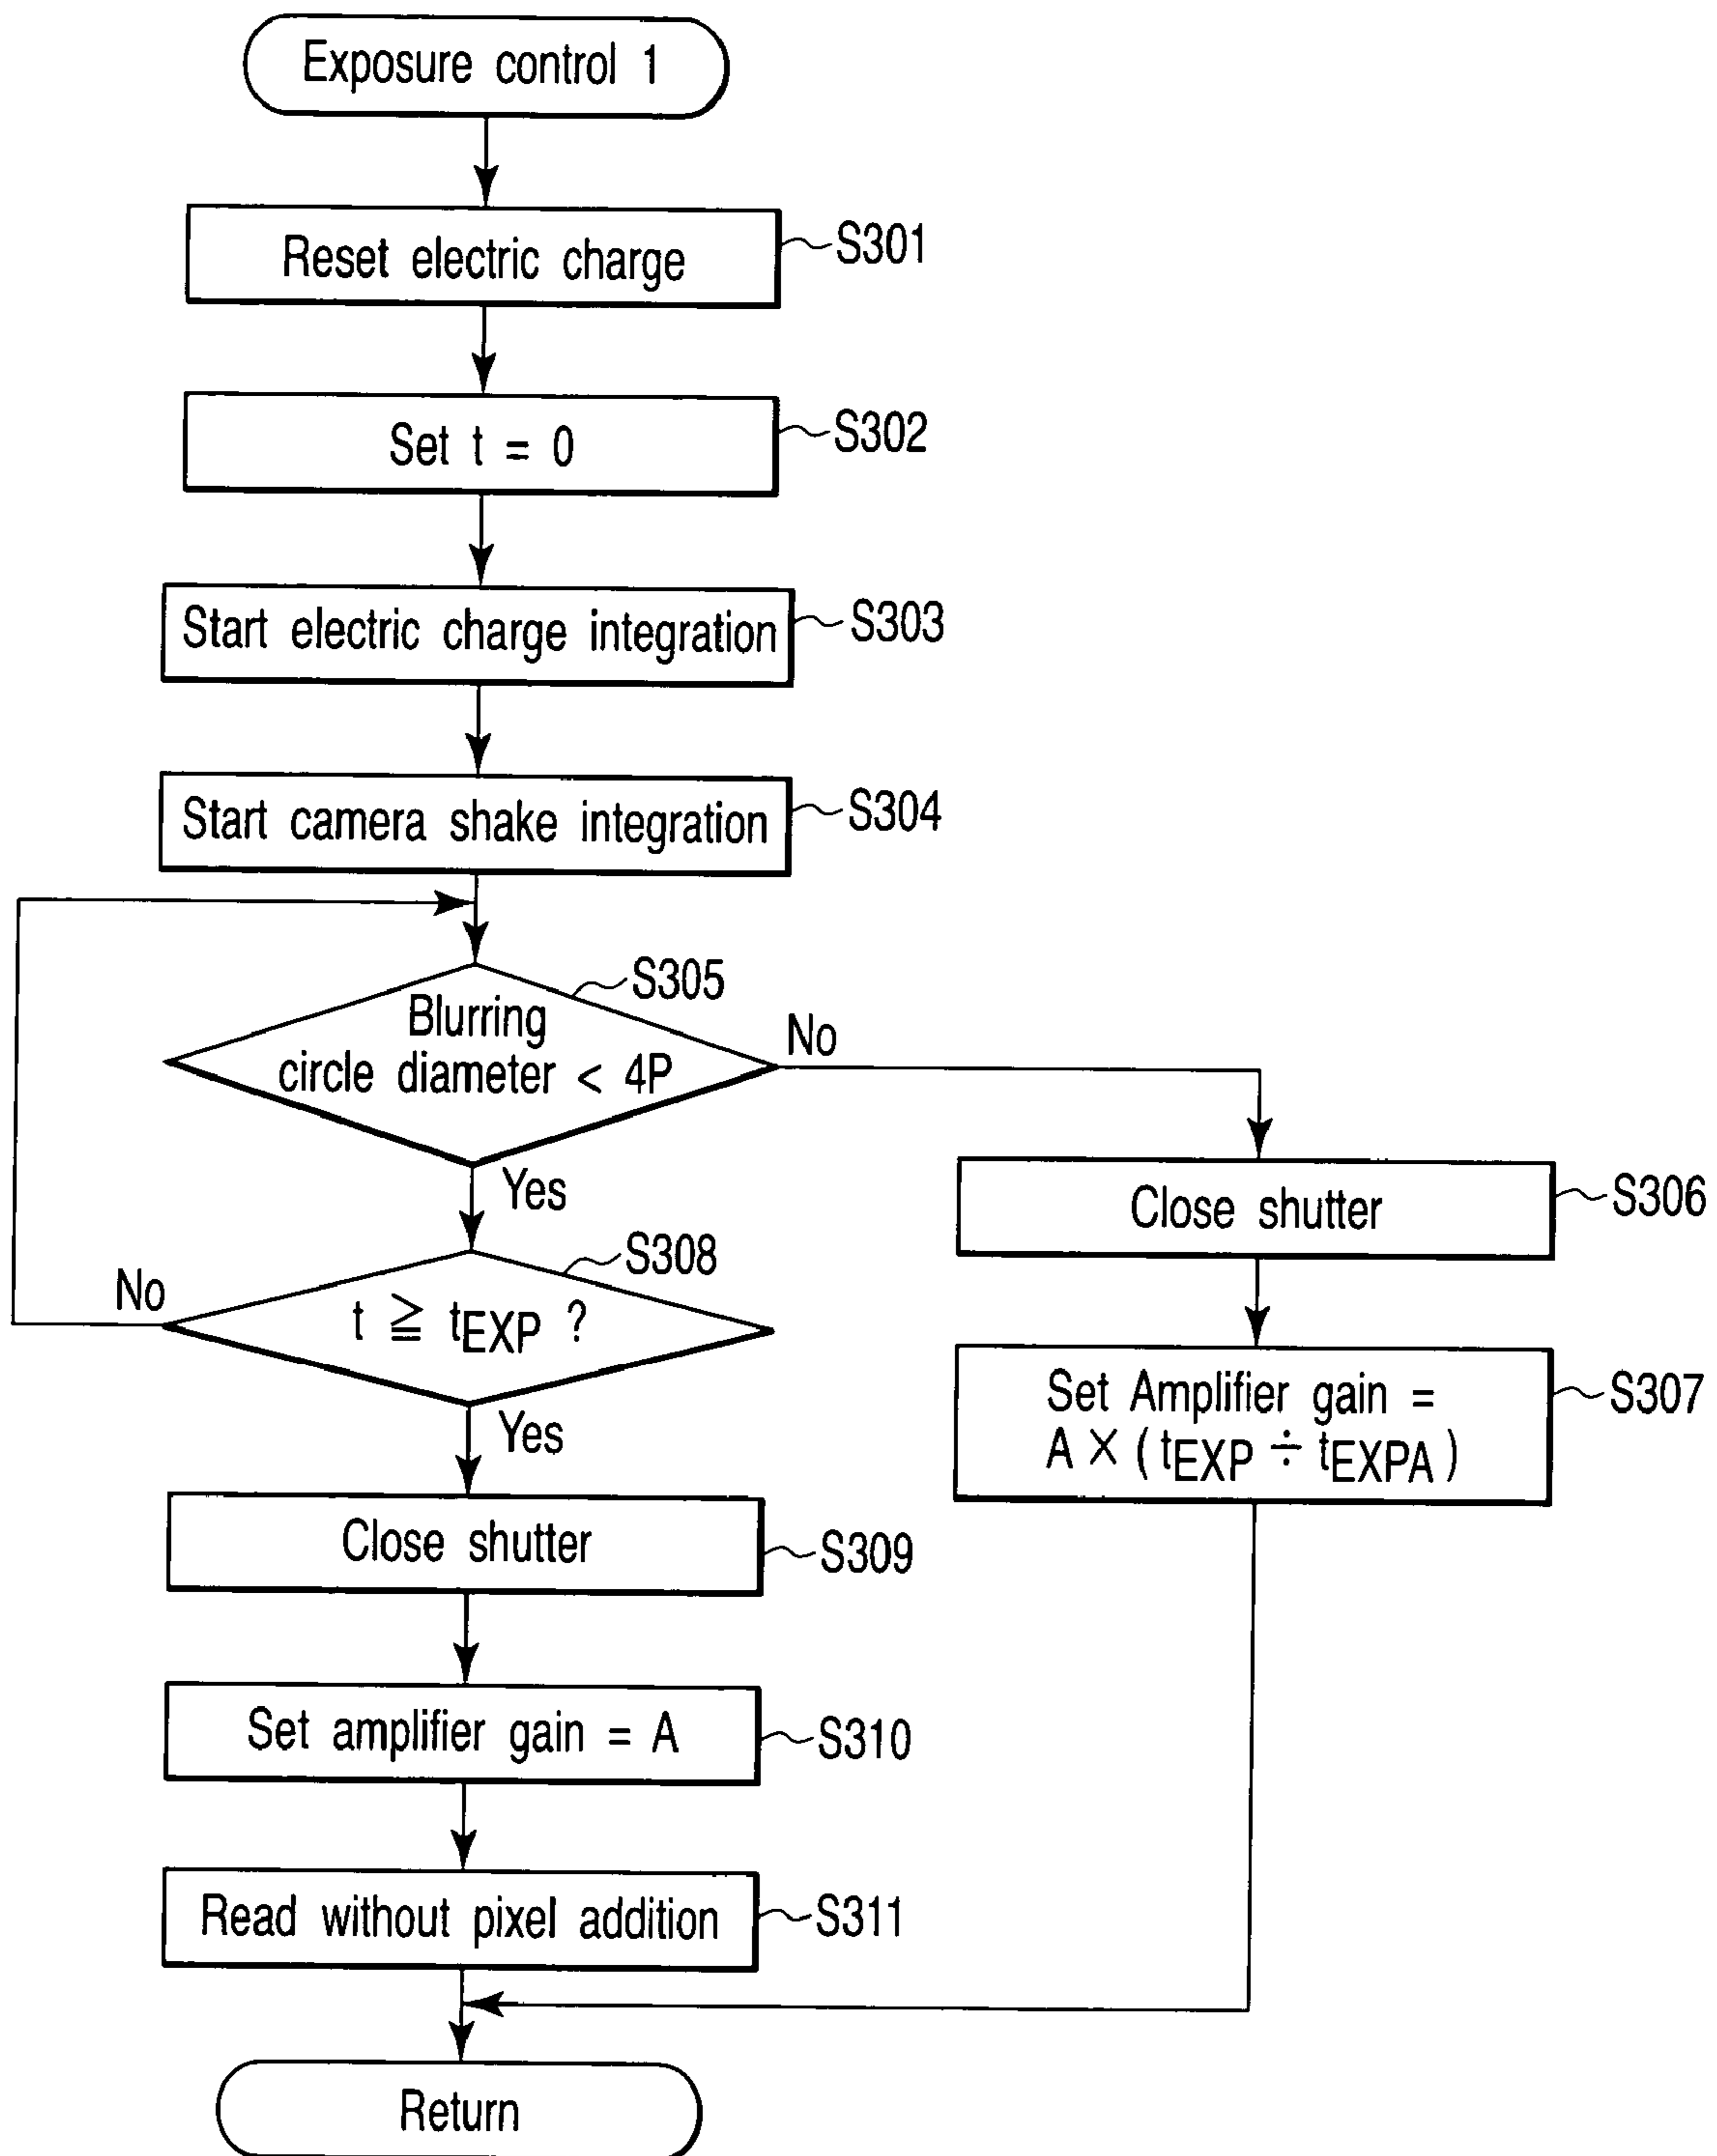 Exposure control 1
Reset electric charge
S301
Set t = 0
S302
Start electric charge integration
S303
Start camera shake integration
S304
S305
Blurring
circle diameter < 4P
No
Yes
Close shutter
S306
S308
No
t ≧ tEXP ?
Yes
Set Amplifier gain =
A × ( tEXP ÷ tEXPA )
S307
Close shutter
S309
Set amplifier gain = A
S310
Read without pixel addition
S311
Return